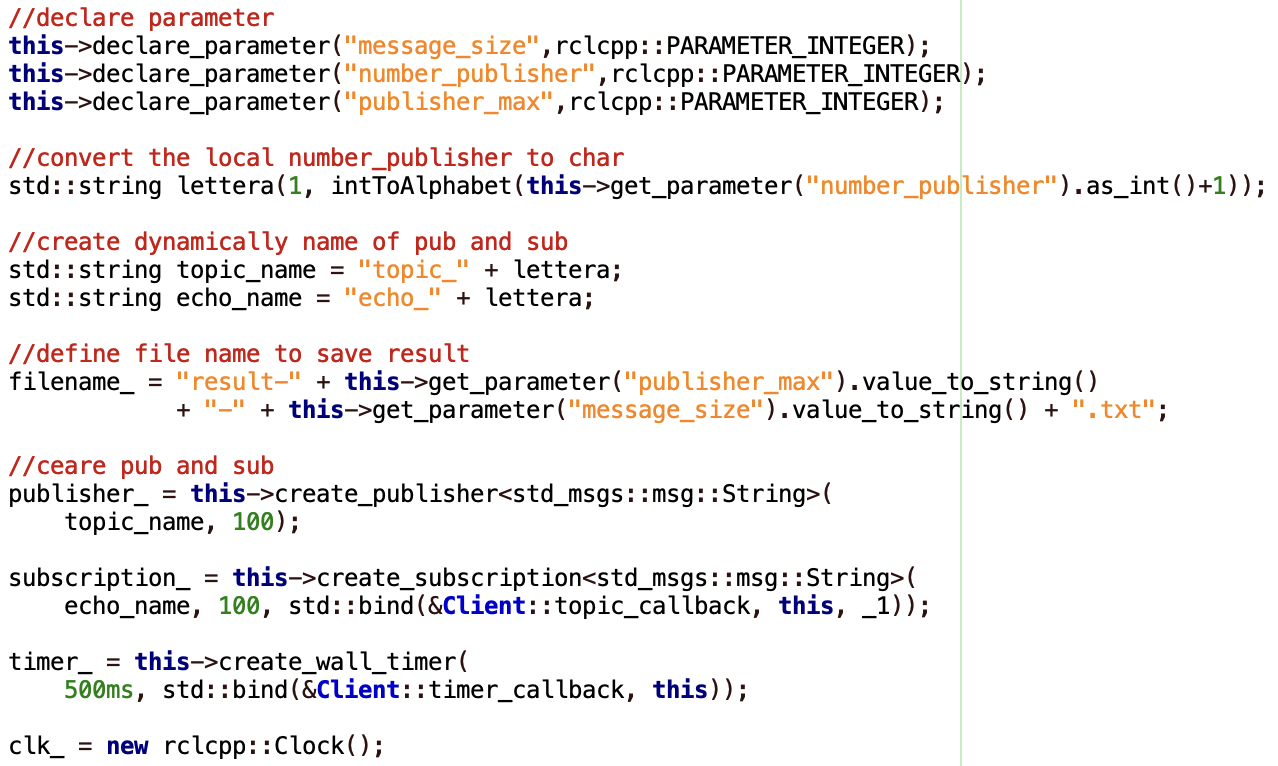 //declare parameter
this->declare_parameter("message_size",rclcpp::PARAMETER_INTEGER);
this->declare_parameter("number_publisher",rclcpp::PARAMETER_INTEGER);
this->declare_parameter("publisher_max",rclcpp::PARAMETER_INTEGER);

//convert the local number_publisher to char
std::string lettera(1, intToAlphabet(this->get_parameter("number_publisher").as_int()+1));

//create dynamically name of pub and sub
std::string topic_name = "topic_" + lettera;
std::string echo_name = "echo_" + lettera;

//define file name to save result
filename_ = "result-" + this->get_parameter("publisher_max").value_to_string()
            + "-" + this->get_parameter("message_size").value_to_string() + ".txt";

//ceare pub and sub
publisher_ = this->create_publisher<std_msgs::msg::String>(
    topic_name, 100);

subscription_ = this->create_subscription<std_msgs::msg::String>(
    echo_name, 100, std::bind(&Client::topic_callback, this, _1));

timer_ = this->create_wall_timer(
    500ms, std::bind(&Client::timer_callback, this));

clk_ = new rclcpp::Clock();